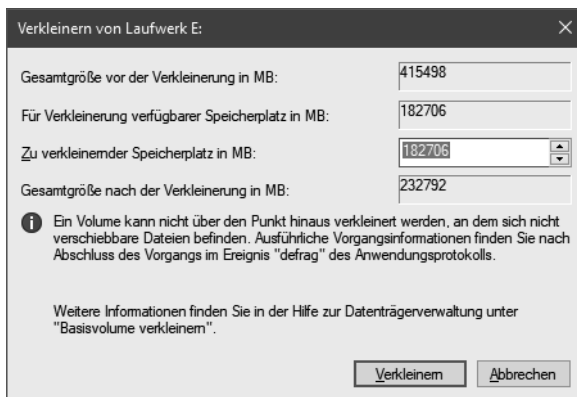 Verkleinern von Laufwerk E:
Gesamtgröße vor der Verkleinerung in MB: 415498
Für Verkleinerung verfügbarer Speicherplatz in MB: 182706
Zu verkleinernder Speicherplatz in MB: 182706
Gesamtgröße nach der Verkleinerung in MB: 232792
Ein Volume kann nicht über den Punkt hinaus verkleinert werden, an dem sich nicht
verschiebbare Dateien befinden. Ausführliche Vorgangsinformationen finden Sie nach
Abschluss des Vorgangs im Ereignis "defrag" des Anwendungsprotokolls.
Weitere Informationen finden Sie in der Hilfe zur Datenträgerverwaltung unter
"Basisvolume verkleinern".
Verkleinern Abbrechen